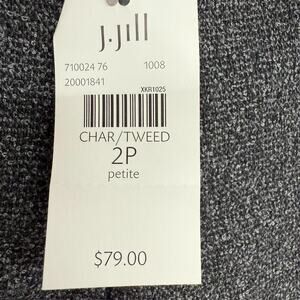 J.Jill
710024 76 1008
20001841
XKR1025
CHAR/TWEED
2P
petite
$79.00